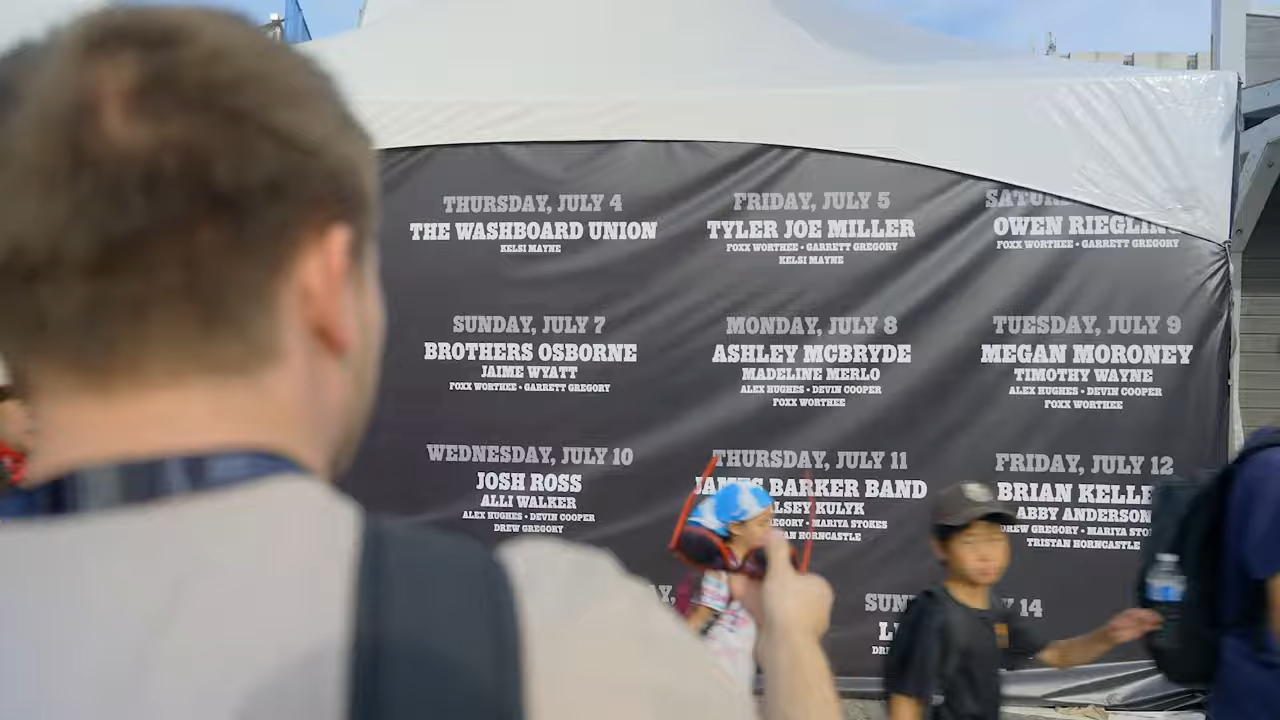 THURSDAY, JULY 4
THE WASHBOARD UNION
KELSI MAYNE
FRIDAY, JULY 5
TYLER JOE MILLER
FOXX WORTHEE • GARRETT GREGORY
KELSI MAYNE
OWEN
FOXX WORTHEE • GARRETT GREGORY
SUNDAY, JULY 7
BROTHERS OSBORNE
JAIME WYATT
FOXX WORTHEE • GARRETT GREGORY
MONDAY, JULY 8
ASHLEY MCBRYDE
MADELINE MERLO
ALEX HUGHES • DEVIN COOPER
FOXX WORTHEE
TUESDAY, JULY 9
MEGAN MORONEY
TIMOTHY WAYNE
ALEX HUGHES • DEVIN COOPER
FOXX WORTHEE
WEDNESDAY, JULY 10
JOSH ROSS
ALLI WALKER
ALEX HUGHES • DEVIN COOPER
DREW GREGORY
THURSDAY, JULY 11
JAMES BARKER BAND
KULYK
• MARIYA STOKES
HORNCASTLE
FRIDAY, JULY 12
BRIAN
ABBY ANDERSON
DREW GREGORY • MARIYA
TRISTAN HORNCASTLE
14